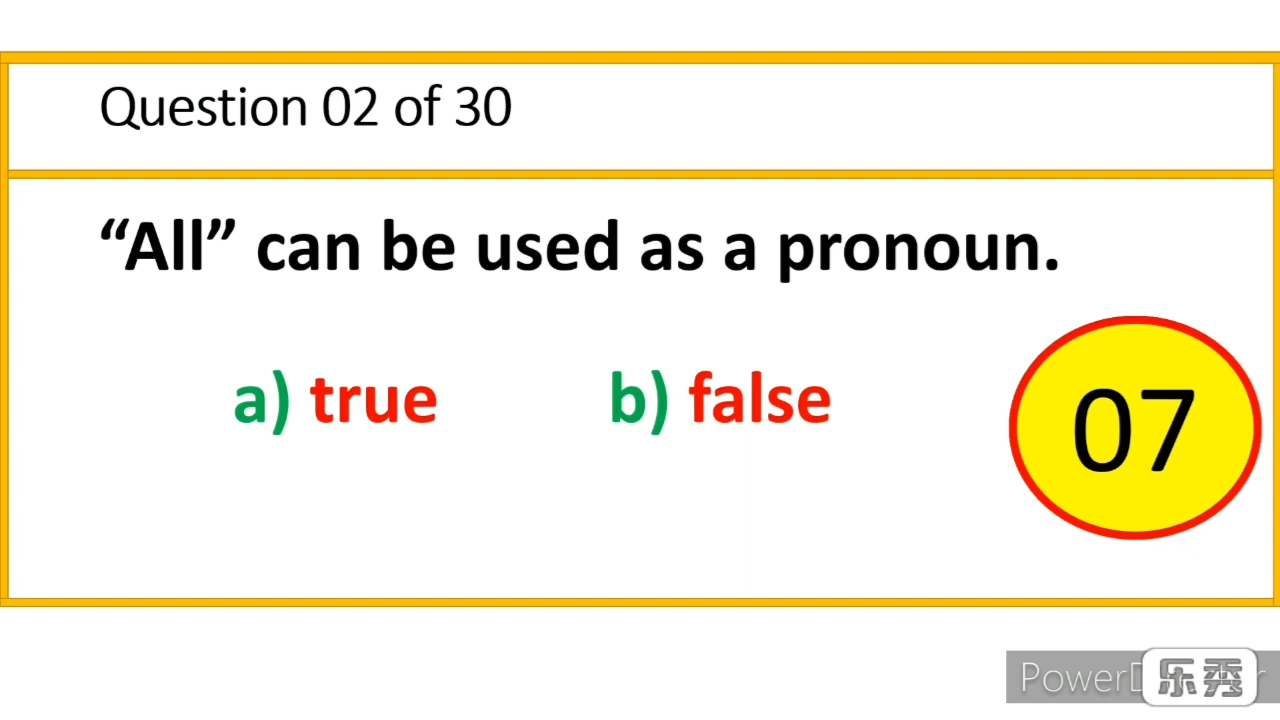 Question 02 of 30
“All” can be used as a pronoun.
a) true b) false
07
乐秀